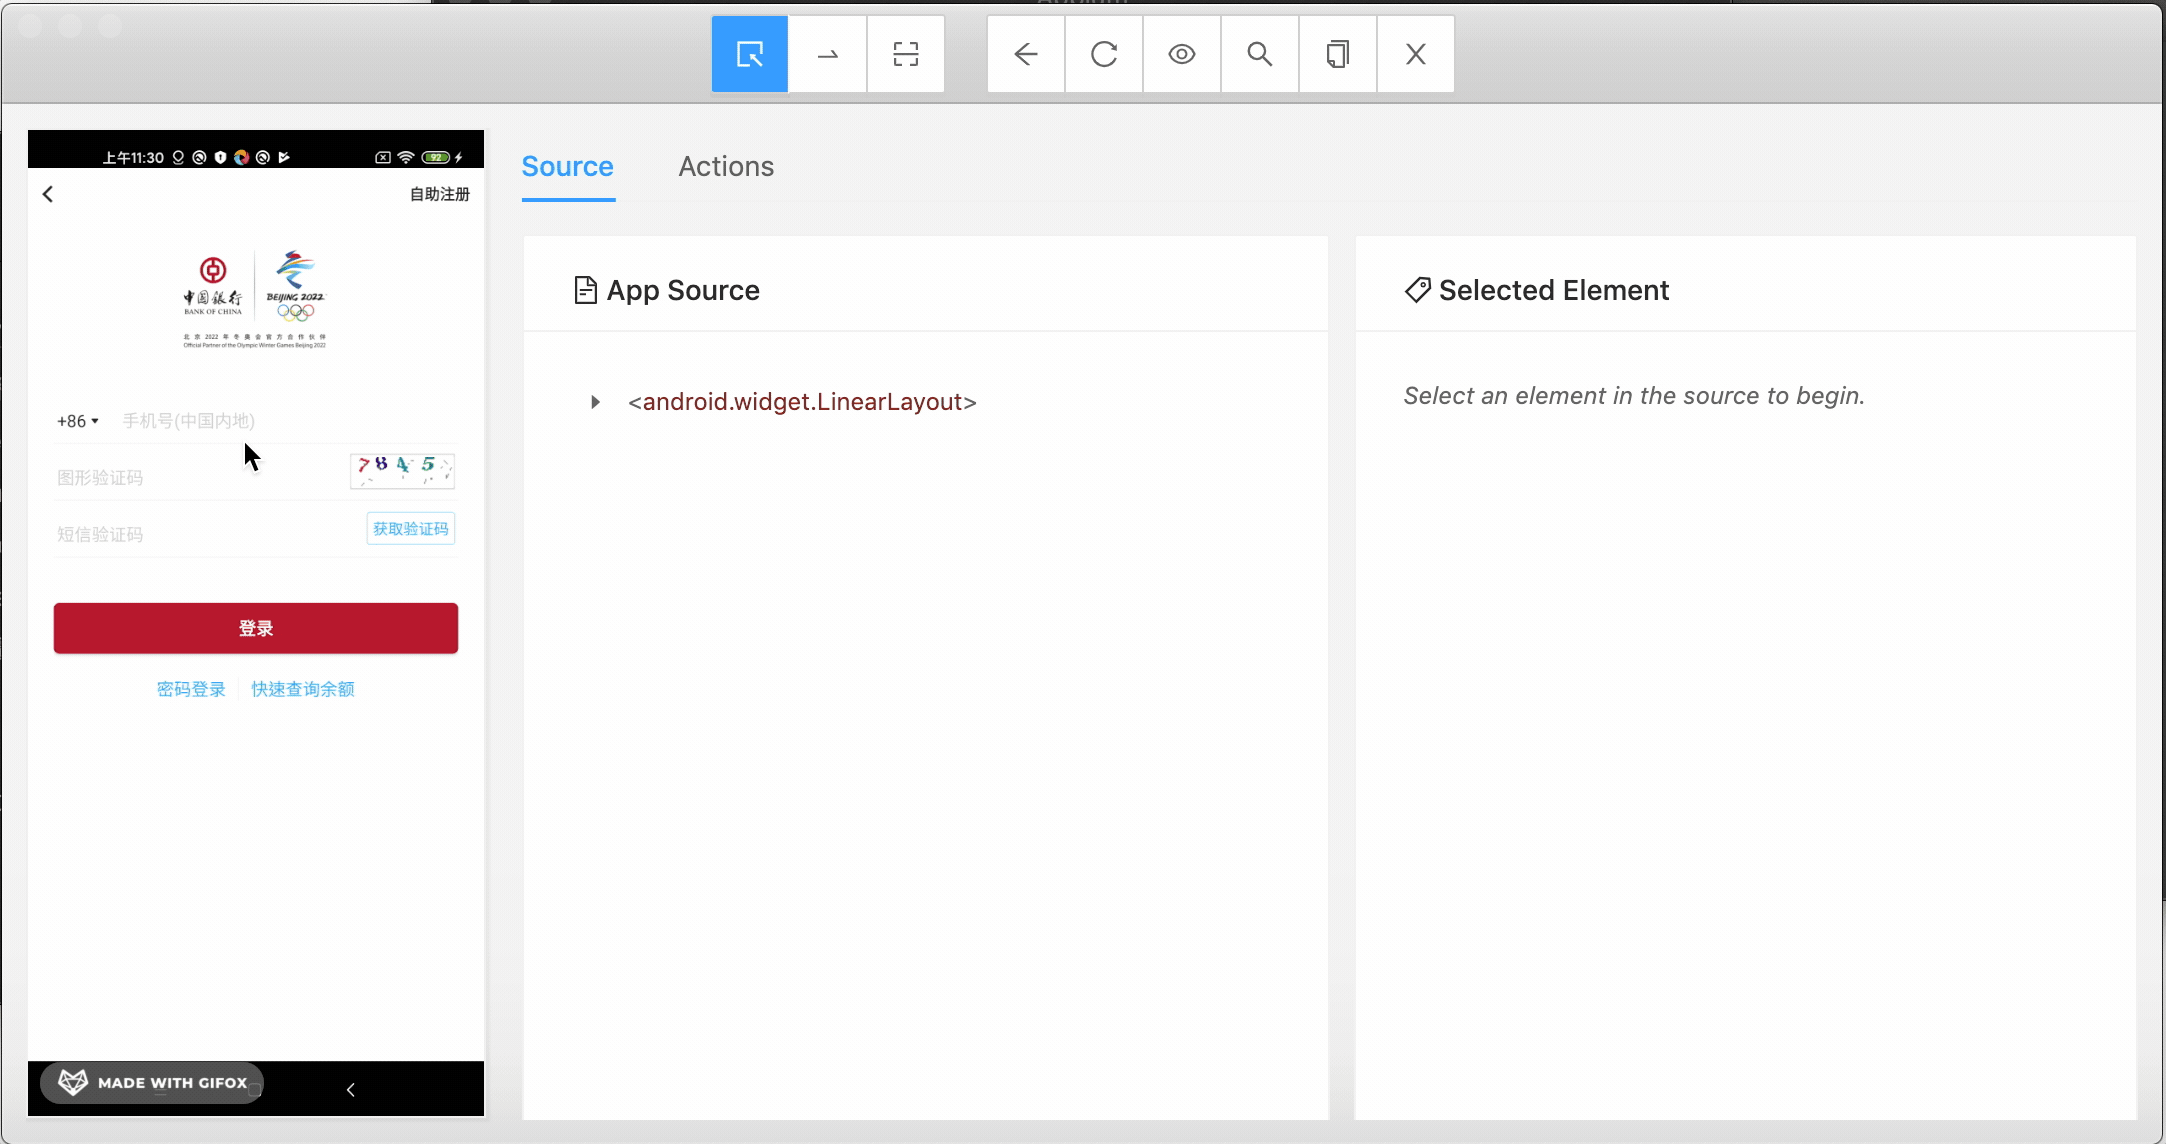 Source
Actions
App Source
<android.widget.LinearLayout>
Selected Element
Select an element in the source to begin.
上午11:30
92
自助注册
中国银行
BANK OF CHINA
BEIJING 2022
北京2022年冬奥会官方合作伙伴
Official Partner of the Olympic Winter Games Beijing 2022
+86
手机号(中国内地)
图形验证码
7845
短信验证码
获取验证码
登录
密码登录
快速查询余额
MADE WITH GIFOX